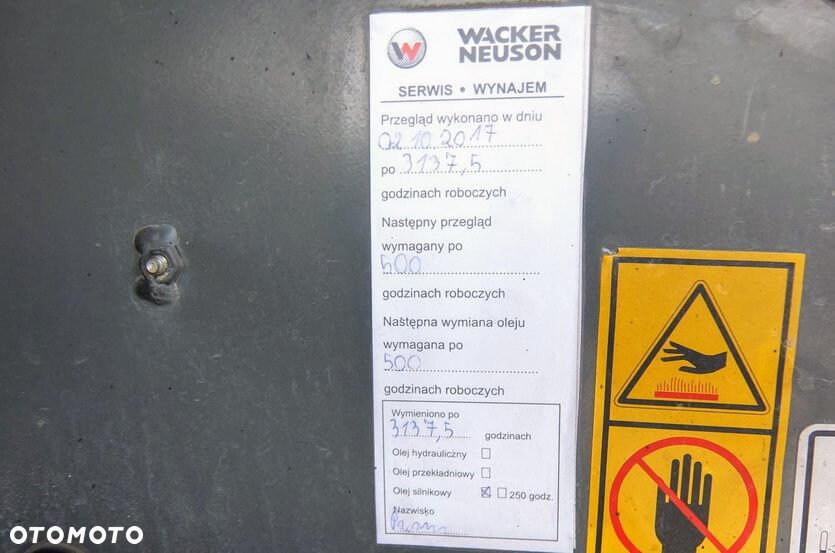 WACKER
NEUSON
SERWIS • WYNAJEM
Przegląd wykonano w dniu
02.10.2017
po 3137,5
godzinach roboczych
Następny przegląd
wymagany po
500
godzinach roboczych
Następna wymiana oleju
wymagana po
500
godzinach roboczych
Wymieniono po
3137,5 godzinach
Olej hydrauliczny
Olej przekładniowy
Olej silnikowy 250 godz.
Nazwisko
OTOMOTO